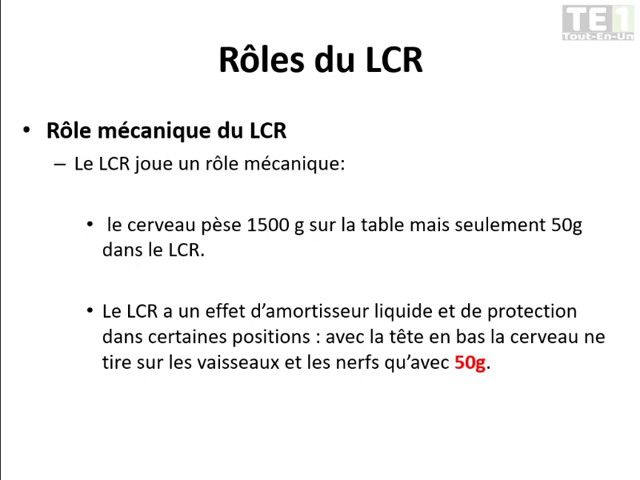 TE1
Tout-En-Un
Rôles du LCR
• Rôle mécanique du LCR
– Le LCR joue un rôle mécanique:
• le cerveau pèse 1500 g sur la table mais seulement 50g
dans le LCR.
• Le LCR a un effet d’amortisseur liquide et de protection
dans certaines positions : avec la tête en bas la cerveau ne
tire sur les vaisseaux et les nerfs qu’avec 50g.